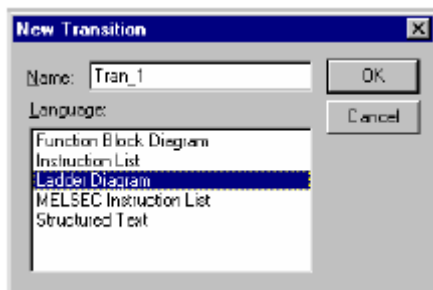 New Transition
Name: Tran_1
OK
Language:
Cancel
Function Block Diagram
Instruction List
Ladder Diagram
MELSEC Instruction List
Structured Text